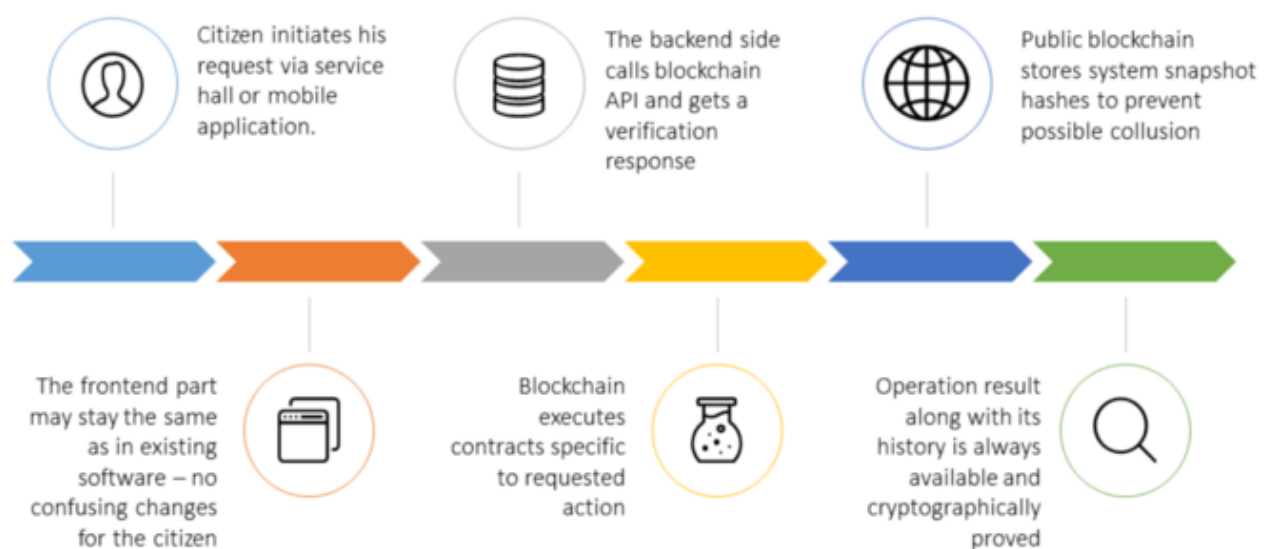 Citizen initiates his
request via service
hall or mobile
application.
The frontend part
may stay the same
as in existing
software – no
confusing changes
for the citizen
The backend side
calls blockchain
API and gets a
verification
response
Blockchain
executes
contracts specific
to requested
action
Public blockchain
stores system snapshot
hashes to prevent
possible collusion
Operation result
along with its
history is always
available and
cryptographically
proved